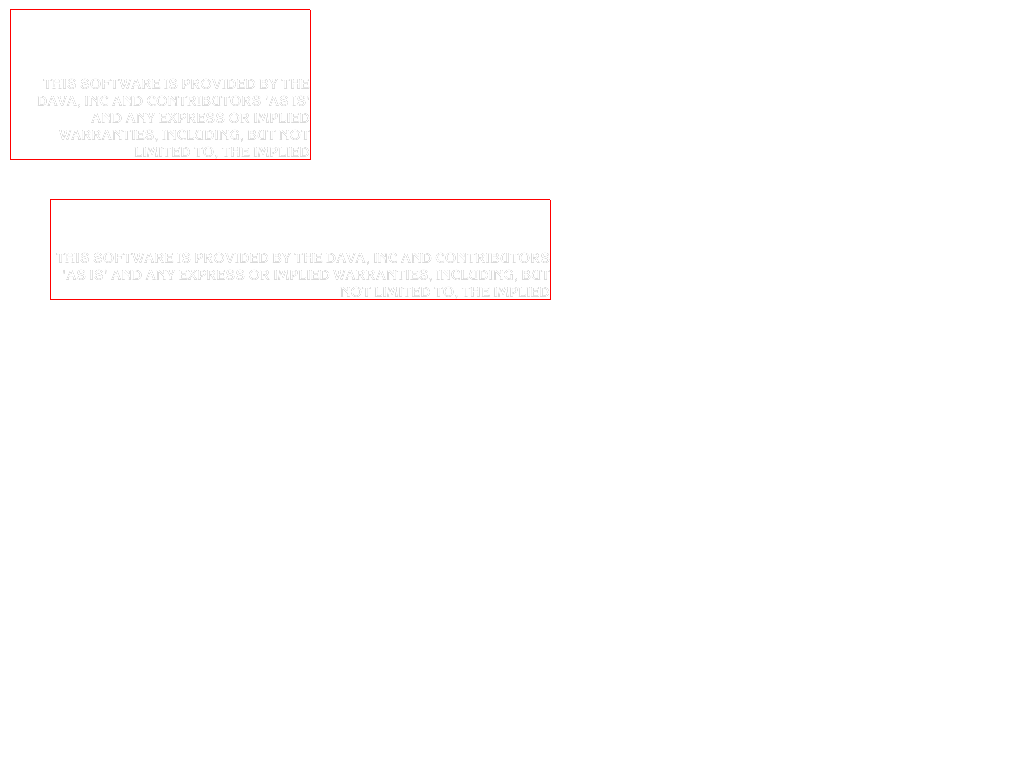 THIS SOFTWARE IS PROVIDED BY THE
DAVA, INC AND CONTRIBUTORS 'AS IS'
AND ANY EXPRESS OR IMPLIED
WARRANTIES, INCLUDING, BUT NOT
LIMITED TO, THE IMPLIED
THIS SOFTWARE IS PROVIDED BY THE DAVA, INC AND CONTRIBUTORS
'AS IS' AND ANY EXPRESS OR IMPLIED WARRANTIES, INCLUDING, BUT
NOT LIMITED TO, THE IMPLIED